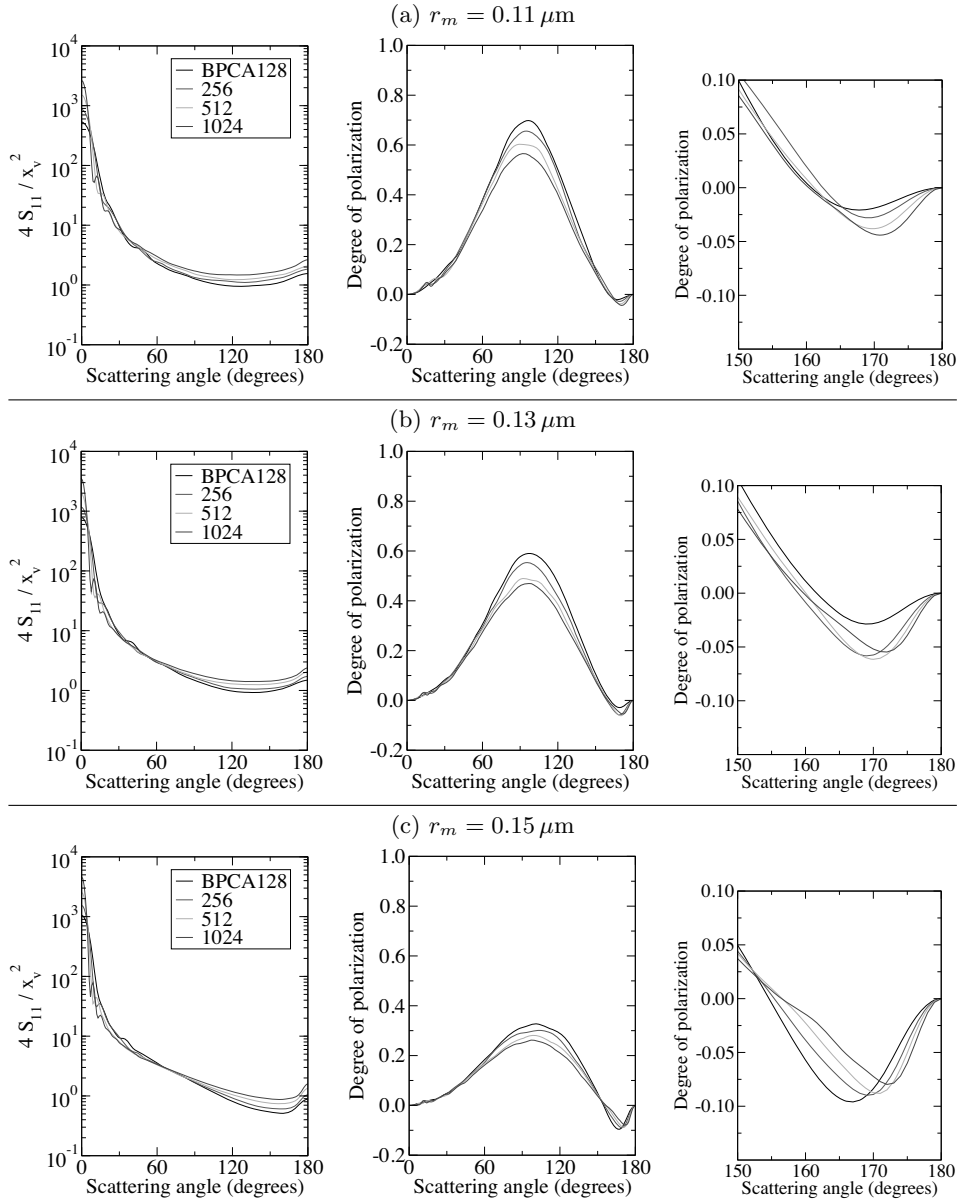 (a) r_m = 0.11 μm
4 S_11 / x_v^2
10^4
10^3
10^2
10^1
10^0
10^-1
BPCA128
256
512
1024
0 60 120 180
Scattering angle (degrees)
Degree of polarization
1.0
0.8
0.6
0.4
0.2
0.0
-0.2
0 60 120 180
Scattering angle (degrees)
Degree of polarization
0.10
0.05
0.00
-0.05
-0.10
150 160 170 180
Scattering angle (degrees)
(b) r_m = 0.13 μm
4 S_11 / x_v^2
10^4
10^3
10^2
10^1
10^0
10^-1
BPCA128
256
512
1024
0 60 120 180
Scattering angle (degrees)
Degree of polarization
1.0
0.8
0.6
0.4
0.2
0.0
-0.2
0 60 120 180
Scattering angle (degrees)
Degree of polarization
0.10
0.05
0.00
-0.05
-0.10
150 160 170 180
Scattering angle (degrees)
(c) r_m = 0.15 μm
4 S_11 / x_v^2
10^4
10^3
10^2
10^1
10^0
10^-1
BPCA128
256
512
1024
0 60 120 180
Scattering angle (degrees)
Degree of polarization
1.0
0.8
0.6
0.4
0.2
0.0
-0.2
0 60 120 180
Scattering angle (degrees)
Degree of polarization
0.10
0.05
0.00
-0.05
-0.10
150 160 170 180
Scattering angle (degrees)